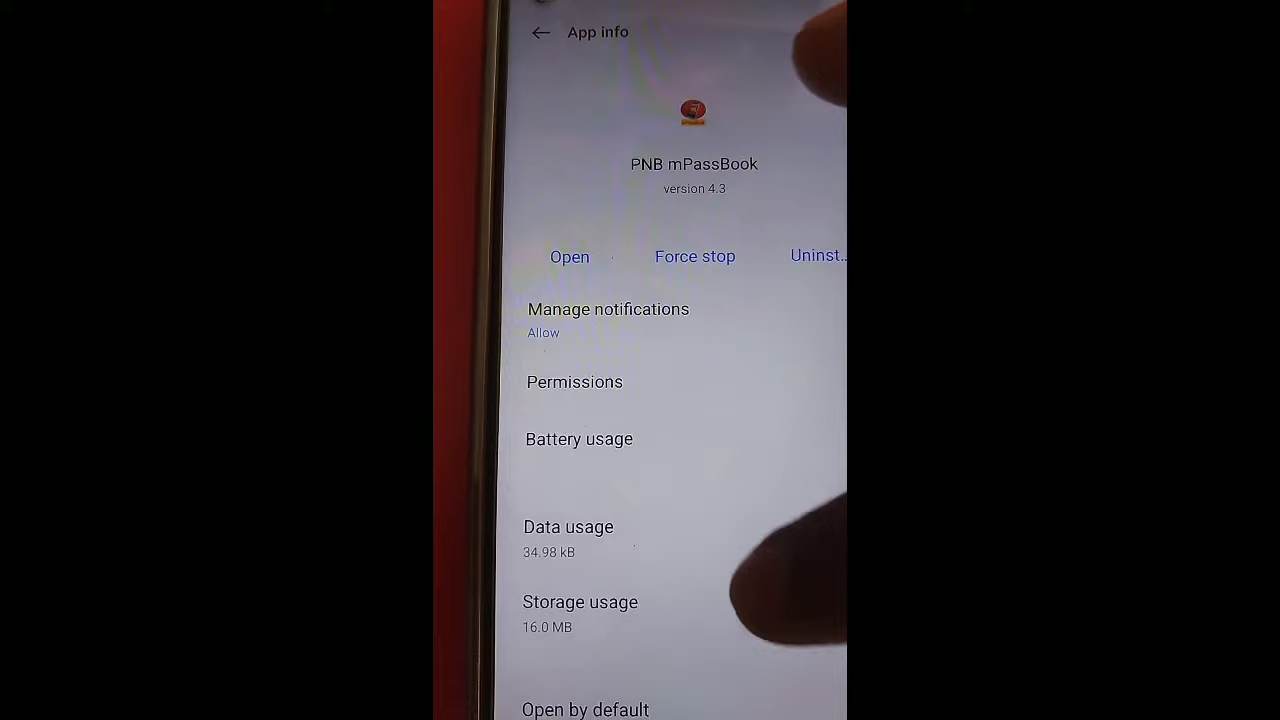 App info
PNB mPassBook
version 4.3
Open
Force stop
Uninst..
Manage notifications
Allow
Permissions
Battery usage
Data usage
34.98 kB
Storage usage
16.0 MB
Open by default